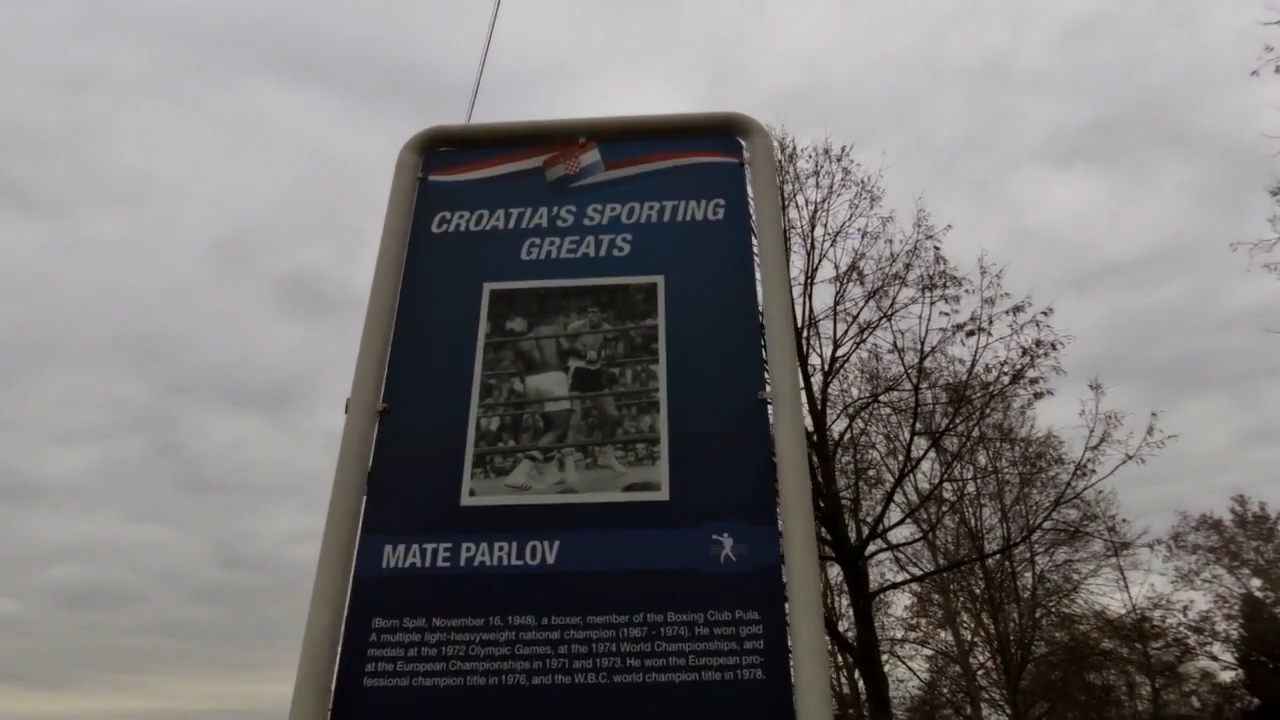 CROATIA'S SPORTING
GREATS
MATE PARLOV
(Born Split, November 16, 1948), a boxer, member of the Boxing Club Pula.
A multiple light-heavyweight national champion (1967 - 1974). He won gold
medals at the 1972 Olympic Games, at the 1974 World Championships, and
at the European Championships in 1971 and 1973. He won the European pro-
fessional champion title in 1976, and the W.B.C. world champion title in 1978.